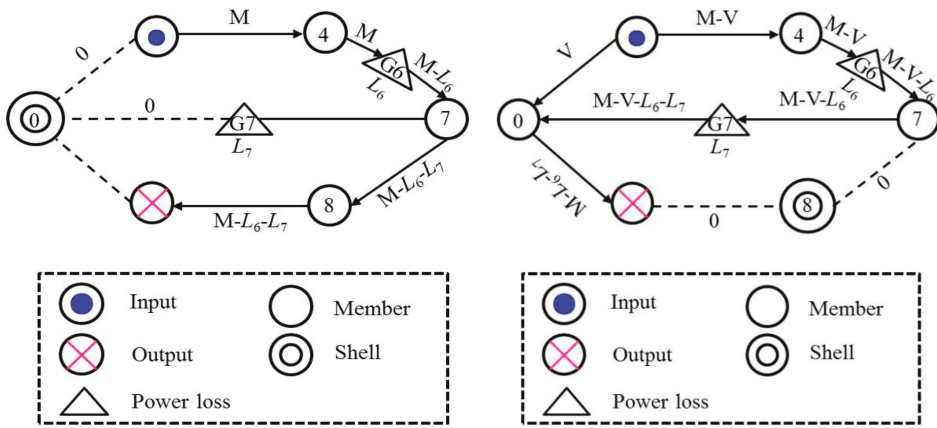 M
4
M
G6
L₆
M-L₆
0
0
0
G7
L₇
7
M-L₆-L₇
M-L₆-L₇
8
M-V
4
M-V
G6
L₆
M-V-L₆
V
0
M-V-L₆-L₇
G7
L₇
M-V-L₆
7
M-L₆-L₇
0
8
0
Input
Member
Output
Shell
Power loss
Input
Member
Output
Shell
Power loss